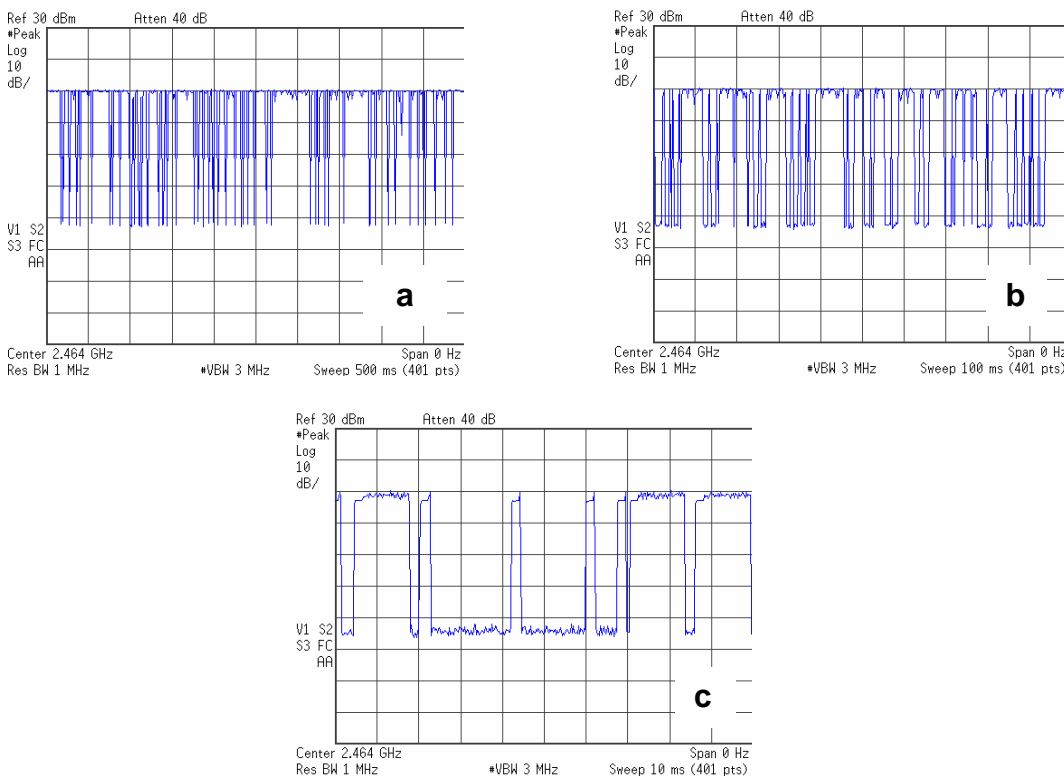 Ref 30 dBm Atten 40 dB
#Peak
Log
10
dB/
V1 S2
S3 FC
AA
a
Center 2.464 GHz Span 0 Hz
Res BW 1 MHz #VBW 3 MHz Sweep 500 ms (401 pts)
Ref 30 dBm Atten 40 dB
#Peak
Log
10
dB/
V1 S2
S3 FC
AA
b
Center 2.464 GHz Span 0 Hz
Res BW 1 MHz #VBW 3 MHz Sweep 100 ms (401 pts)
Ref 30 dBm Atten 40 dB
#Peak
Log
10
dB/
V1 S2
S3 FC
AA
c
Center 2.464 GHz Span 0 Hz
Res BW 1 MHz #VBW 3 MHz Sweep 10 ms (401 pts)